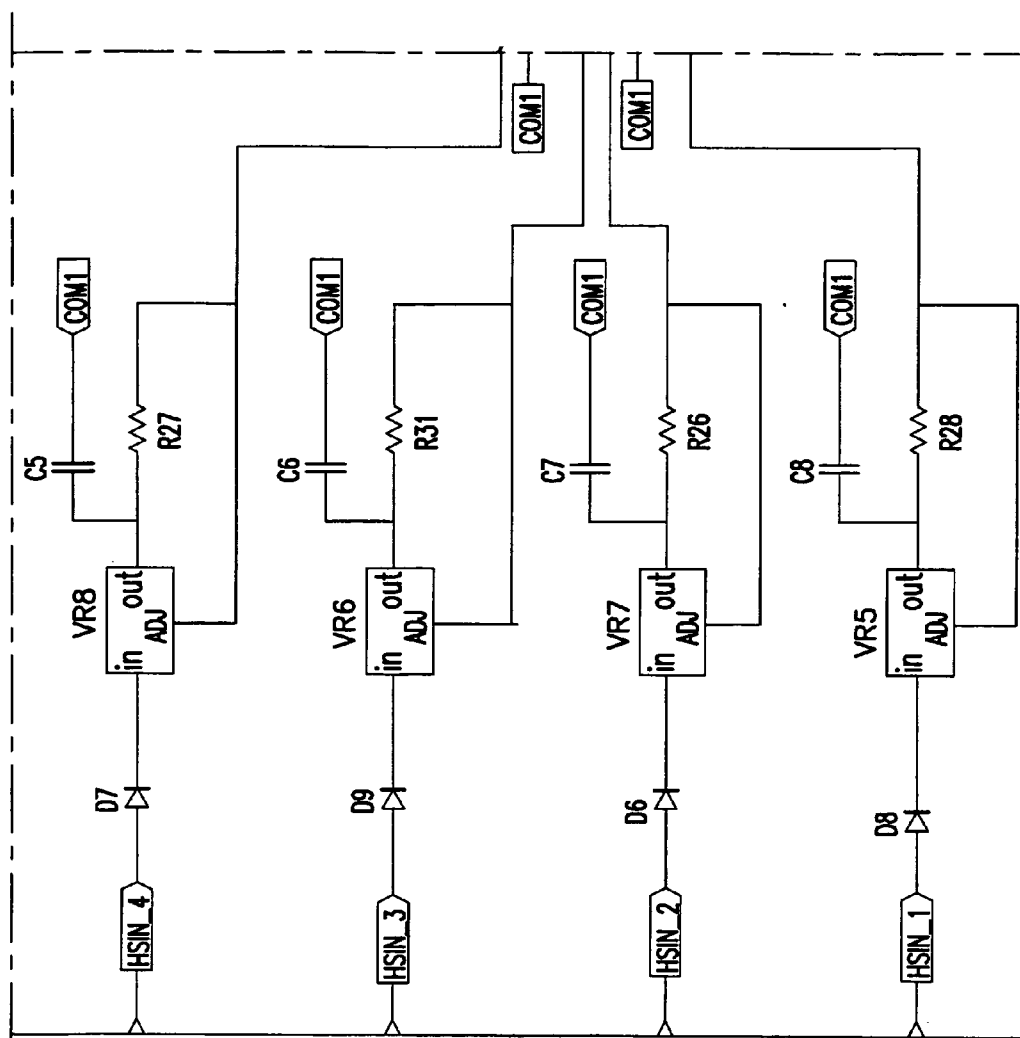 COM1
COM1
COM1
COM1
COM1
COM1
C5
R27
C6
R31
C7
R26
C8
R28
VR8
in
out
ADJ
VR6
in
out
ADJ
VR7
in
out
ADJ
VR5
in
out
ADJ
D7
D9
D6
D8
HSIN_4
HSIN_3
HSIN_2
HSIN_1